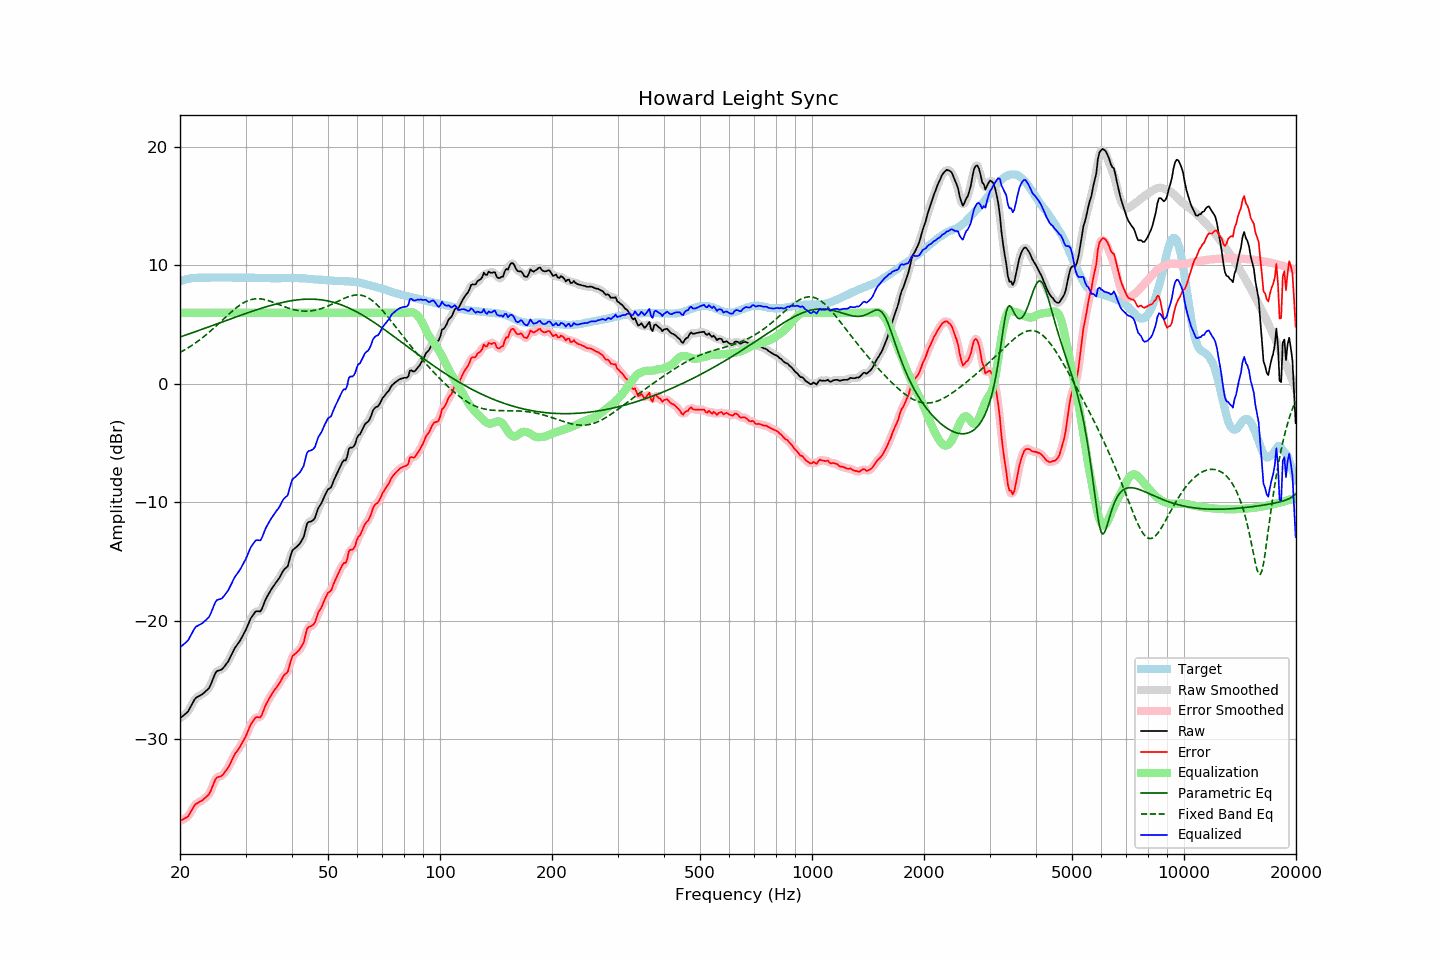 Howard Leight Sync
Amplitude (dBr)
20
10
0
−10
−20
−30
Target
Raw Smoothed
Error Smoothed
Raw
Error
Equalization
Parametric Eq
Fixed Band Eq
Equalized
20 50 100 200 500 1000 2000 5000 10000 20000
Frequency (Hz)